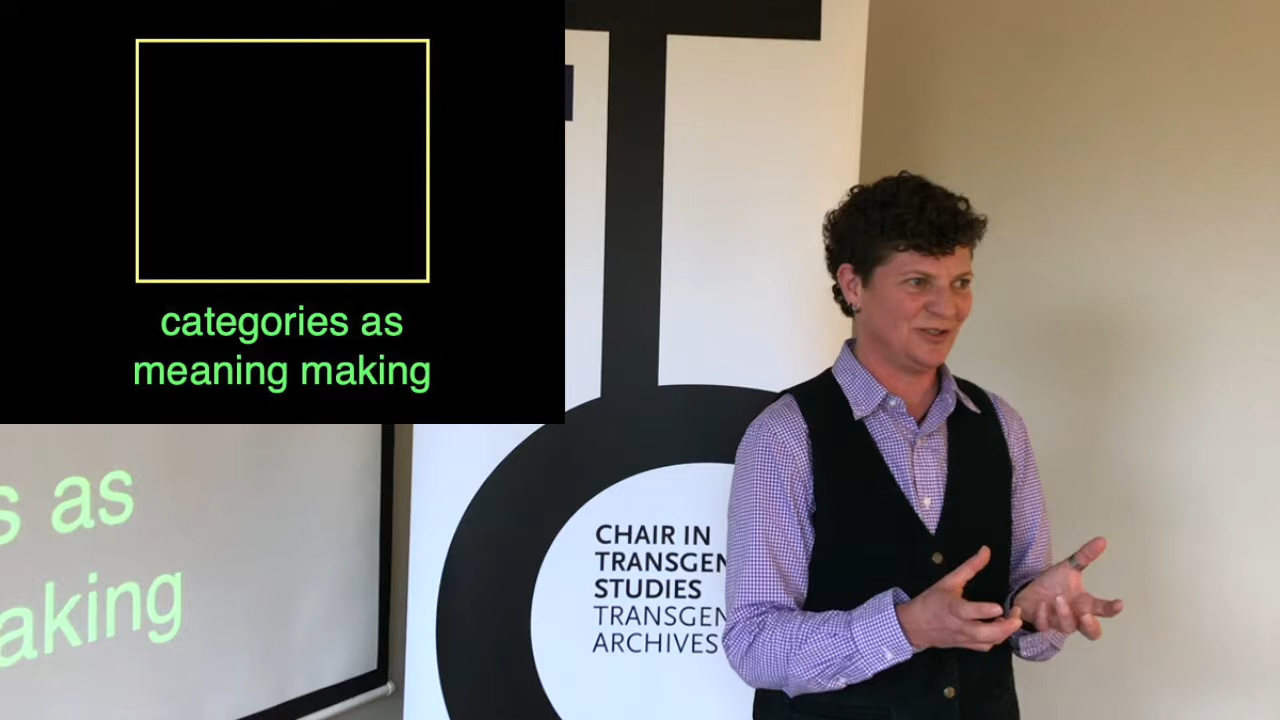 categories as
meaning making
s as
aking
CHAIR IN
TRANSGEN
STUDIES
TRANSGEN
ARCHIVES